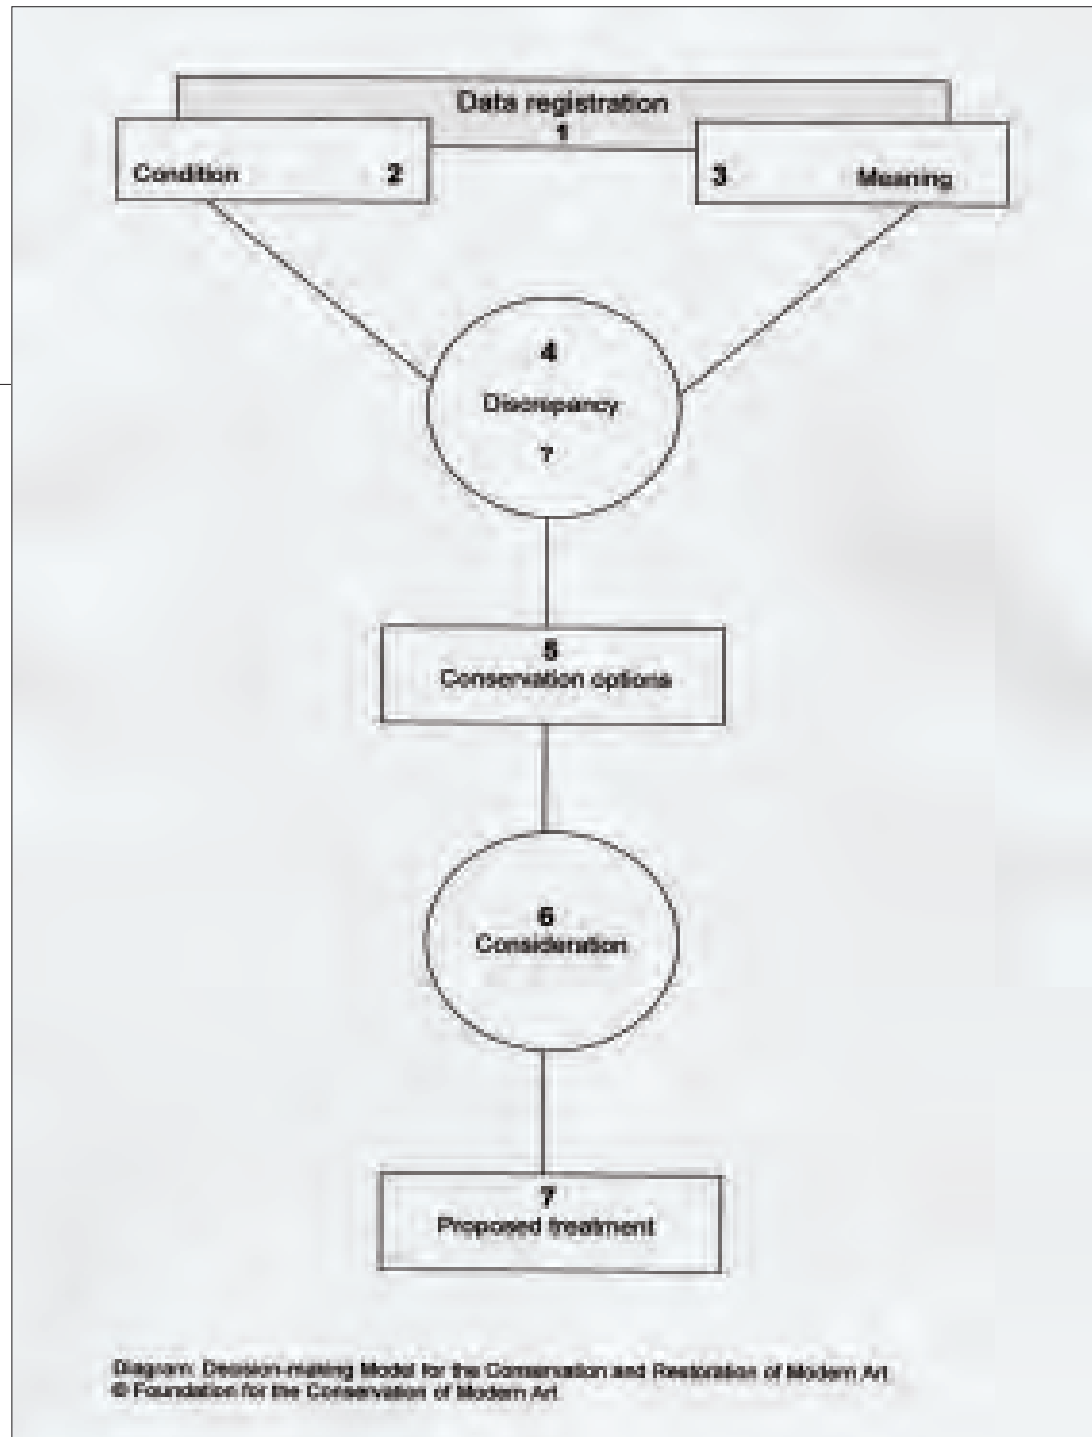 Data registration
1
Condition 2
3 Meaning
4
Discrepancy
?
5
Conservation options
6
Consideration
7
Proposed treatment
Diagram: Decision-making Model for the Conservation and Restoration of Modern Art
© Foundation for the Conservation of Modern Art